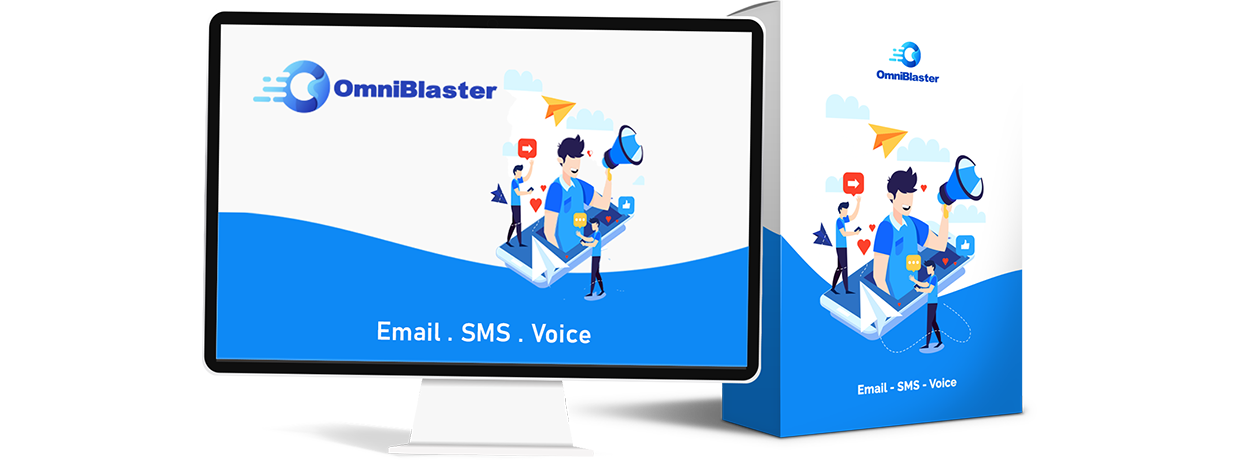 OmniBlaster
Email . SMS . Voice
OmniBlaster
Email - SMS - Voice